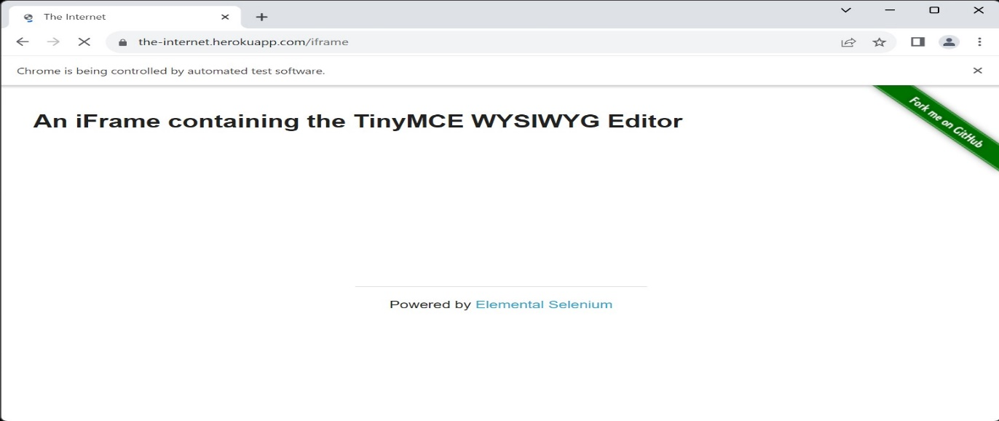 The Internet
the-internet.herokuapp.com/iframe
Chrome is being controlled by automated test software.
Fork me on GitHub
An iFrame containing the TinyMCE WYSIWYG Editor
Powered by Elemental Selenium